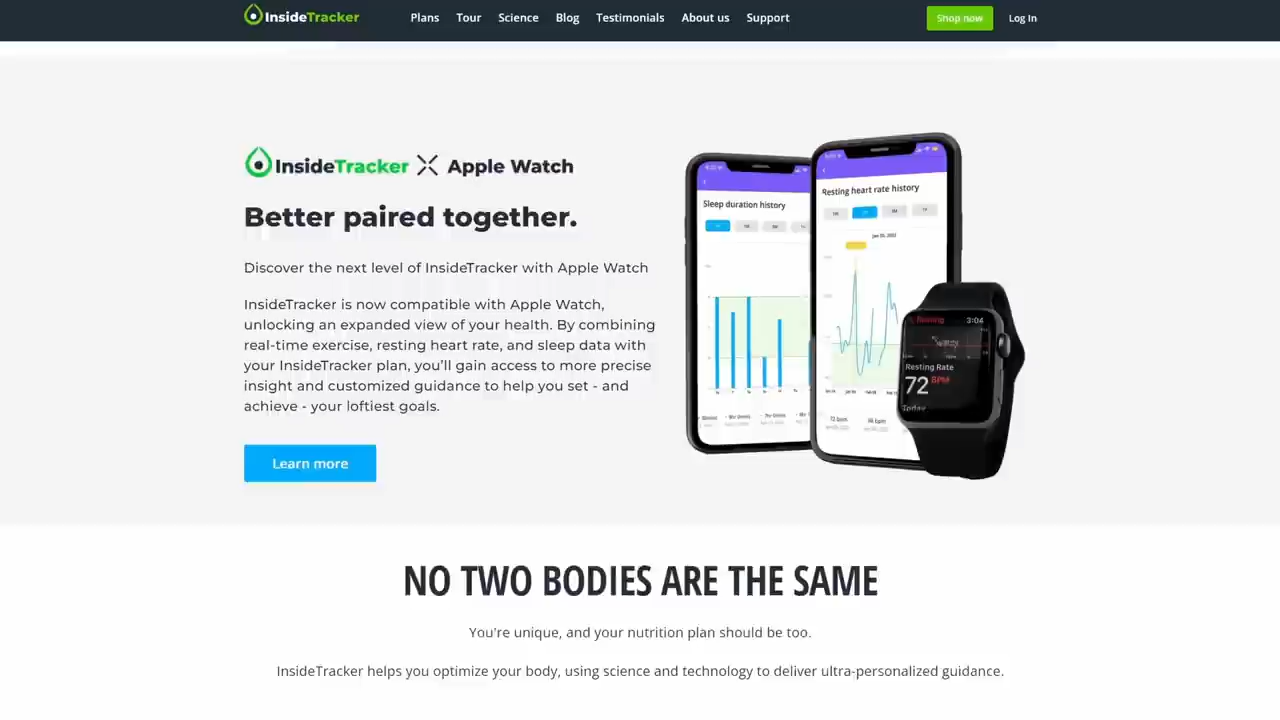 InsideTracker
Plans Tour Science Blog Testimonials About us Support
Shop now Log In
InsideTracker X Apple Watch
Better paired together.
Discover the next level of InsideTracker with Apple Watch
InsideTracker is now compatible with Apple Watch,
unlocking an expanded view of your health. By combining
real-time exercise, resting heart rate, and sleep data with
your InsideTracker plan, you'll gain access to more precise
insight and customized guidance to help you set - and
achieve - your loftiest goals.
Learn more
Sleep duration history
Resting heart rate history
3:04
Resting Rate
72 BPM
Today
NO TWO BODIES ARE THE SAME
You're unique, and your nutrition plan should be too.
InsideTracker helps you optimize your body, using science and technology to deliver ultra-personalized guidance.